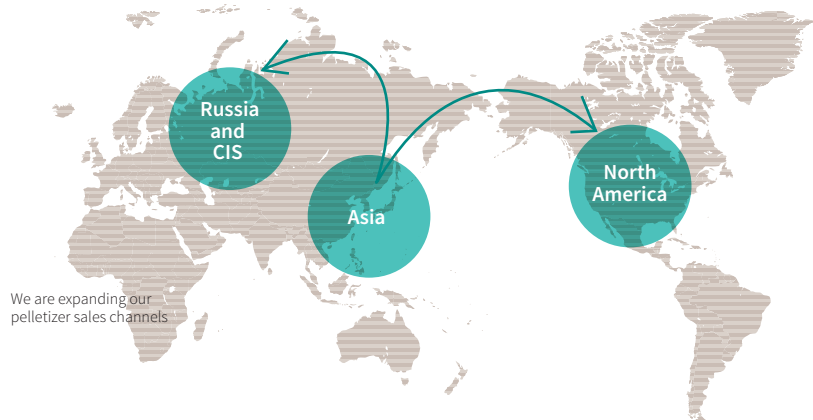 Russia
and
CIS
Asia
North
America
We are expanding our
pelletizer sales channels